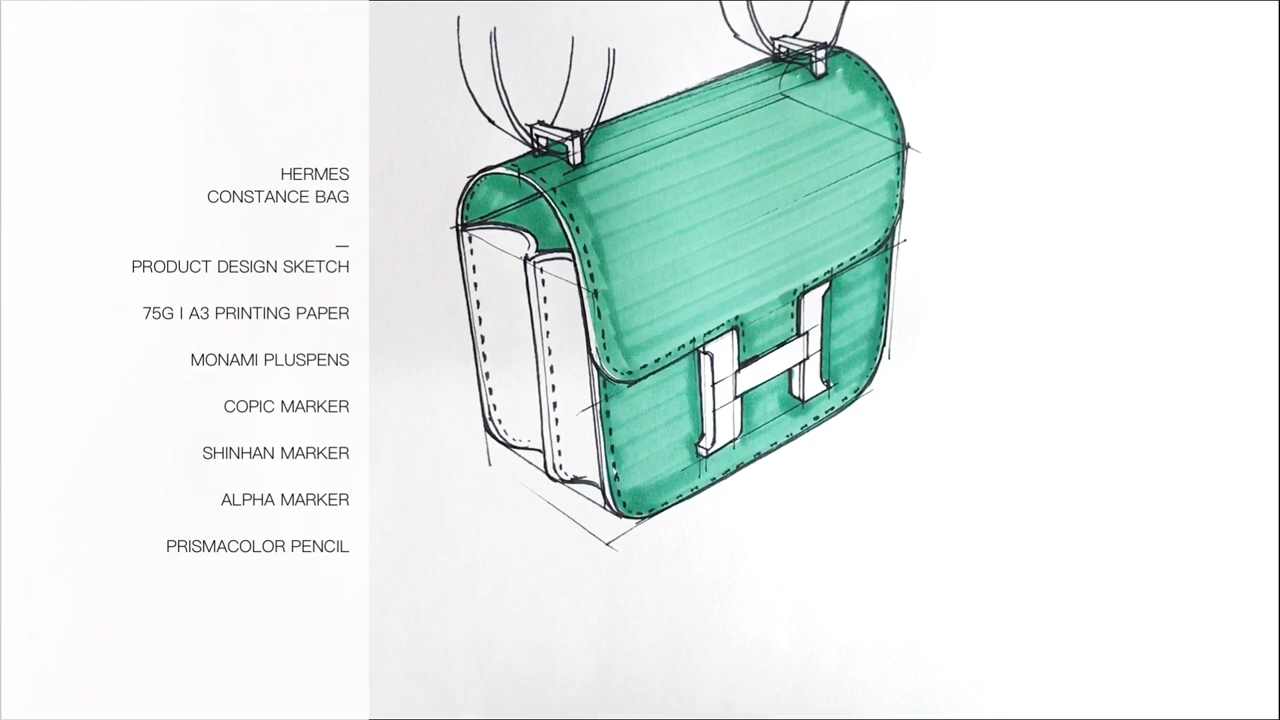 HERMES
CONSTANCE BAG
—
PRODUCT DESIGN SKETCH
75G I A3 PRINTING PAPER
MONAMI PLUSPENS
COPIC MARKER
SHINHAN MARKER
ALPHA MARKER
PRISMACOLOR PENCIL
H